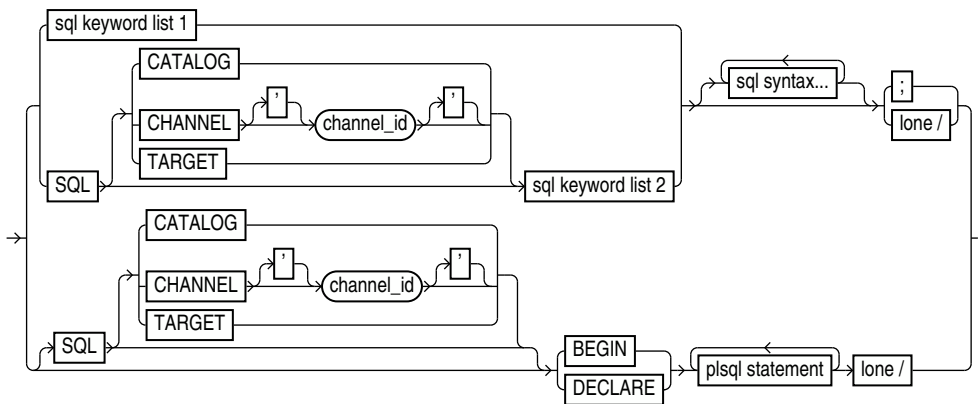 sql keyword list 1
CATALOG
sql syntax...
;
CHANNEL ' channel_id '
lone /
TARGET
SQL
sql keyword list 2
CATALOG
CHANNEL ' channel_id '
TARGET
SQL
BEGIN
plsql statement
lone /
DECLARE